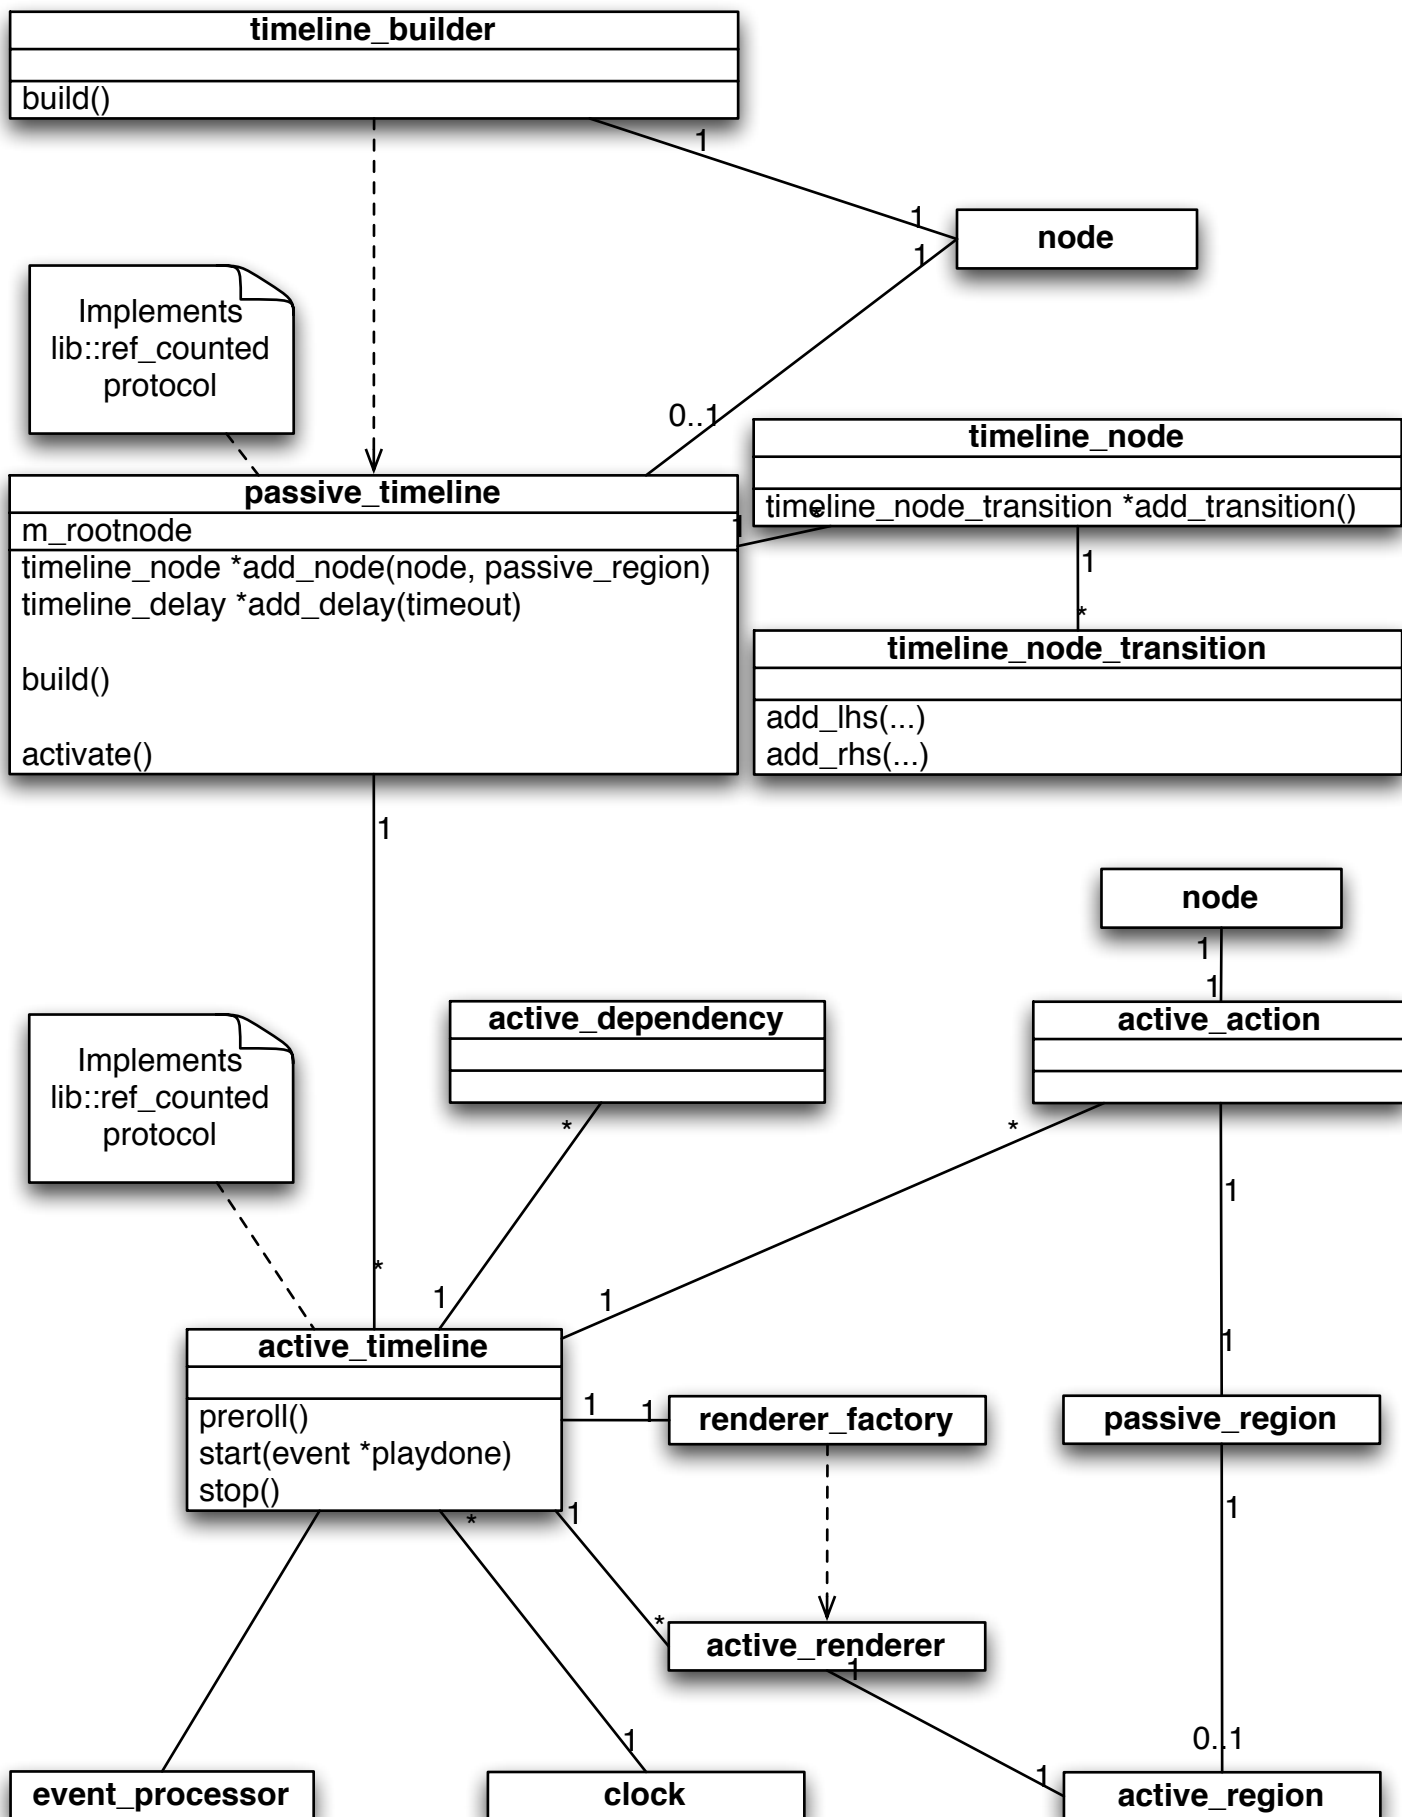 timeline_builder
build()
1
1
node
1
Implements
lib::ref_counted
protocol
0..1
timeline_node
timeline_node_transition *add_transition()
passive_timeline
m_rootnode
1
*
timeline_node *add_node(node, passive_region)
timeline_delay *add_delay(timeout)
build()
activate()
1
*
timeline_node_transition
add_lhs(...)
add_rhs(...)
1
node
1
1
active_dependency
active_action
Implements
lib::ref_counted
protocol
*
*
1
*
1
1
1
active_timeline
preroll()
start(event *playdone)
stop()
1
1
renderer_factory
passive_region
*
1
1
*
active_renderer
1
1
0..1
1
event_processor
clock
active_region